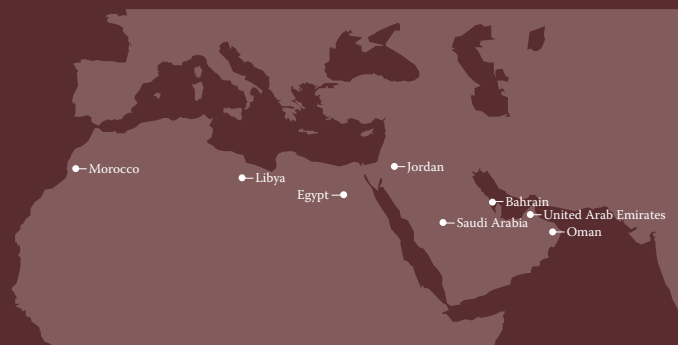 Morocco
Jordan
Libya
Egypt
Bahrain
United Arab Emirates
Saudi Arabia
Oman